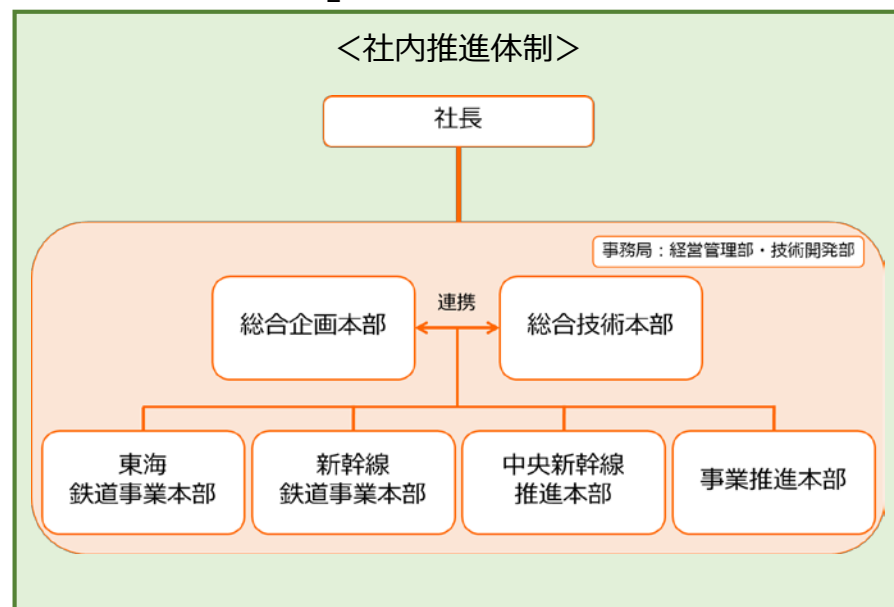 ＜社内推進体制＞
社長
事務局：経営管理部・技術開発部
総合企画本部
連携
総合技術本部
東海
鉄道事業本部
新幹線
鉄道事業本部
中央新幹線
推進本部
事業推進本部